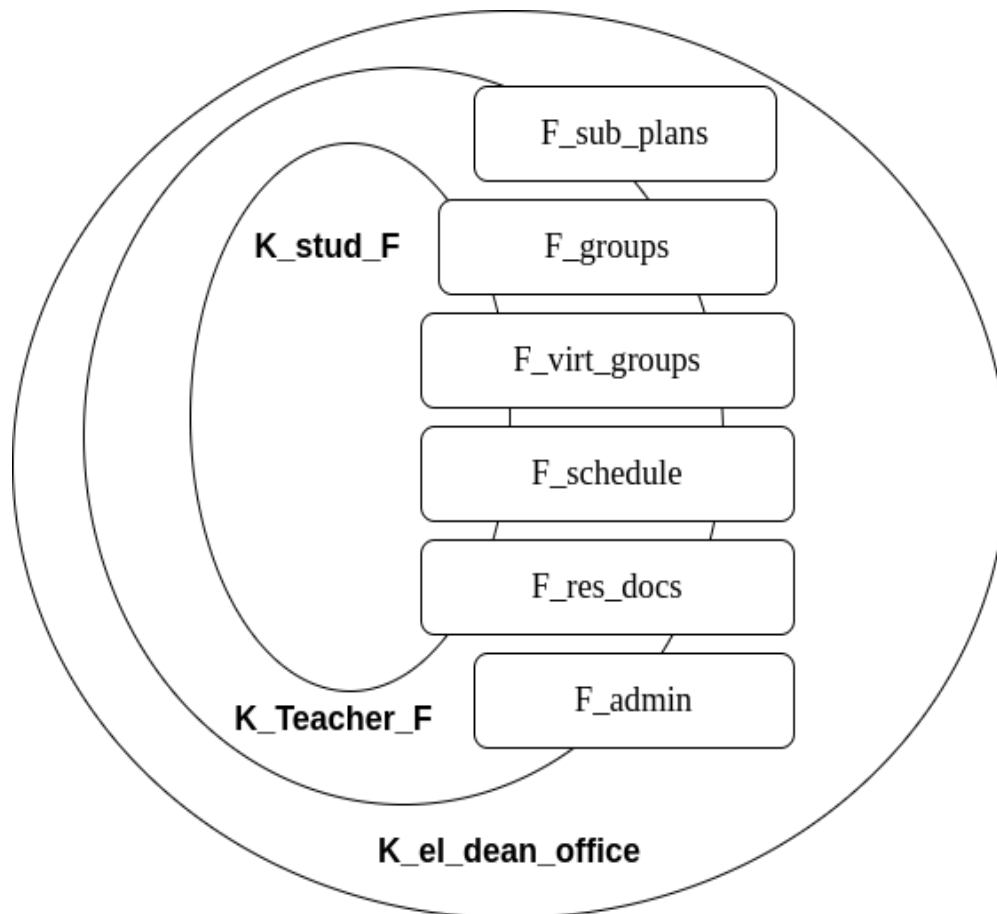 F_sub_plans
K_stud_F
F_groups
F_virt_groups
F_schedule
F_res_docs
F_admin
K_Teacher_F
K_el_dean_office